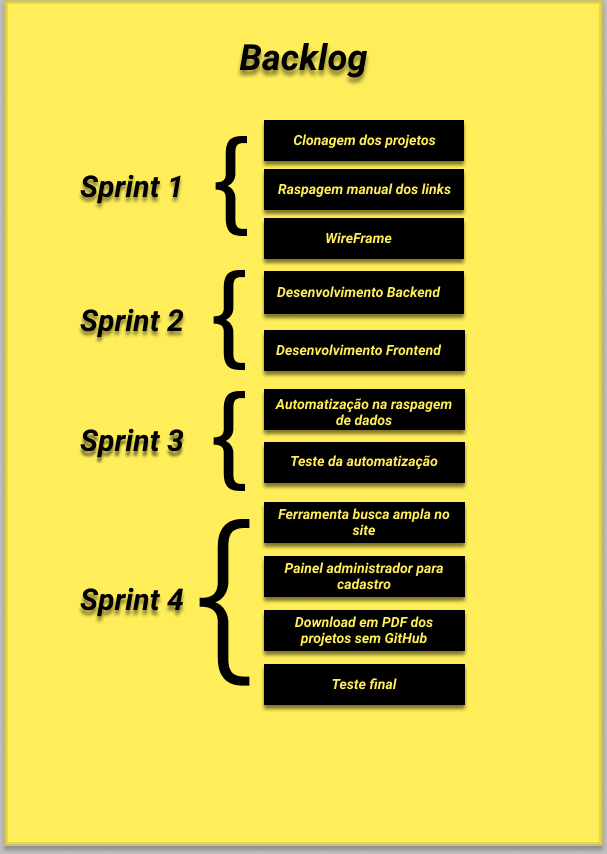 Backlog
Sprint 1
Clonagem dos projetos
Raspagem manual dos links
WireFrame
Sprint 2
Desenvolvimento Backend
Desenvolvimento Frontend
Sprint 3
Automatização na raspagem
de dados
Teste da automatização
Sprint 4
Ferramenta busca ampla no
site
Painel administrador para
cadastro
Download em PDF dos
projetos sem GitHub
Teste final